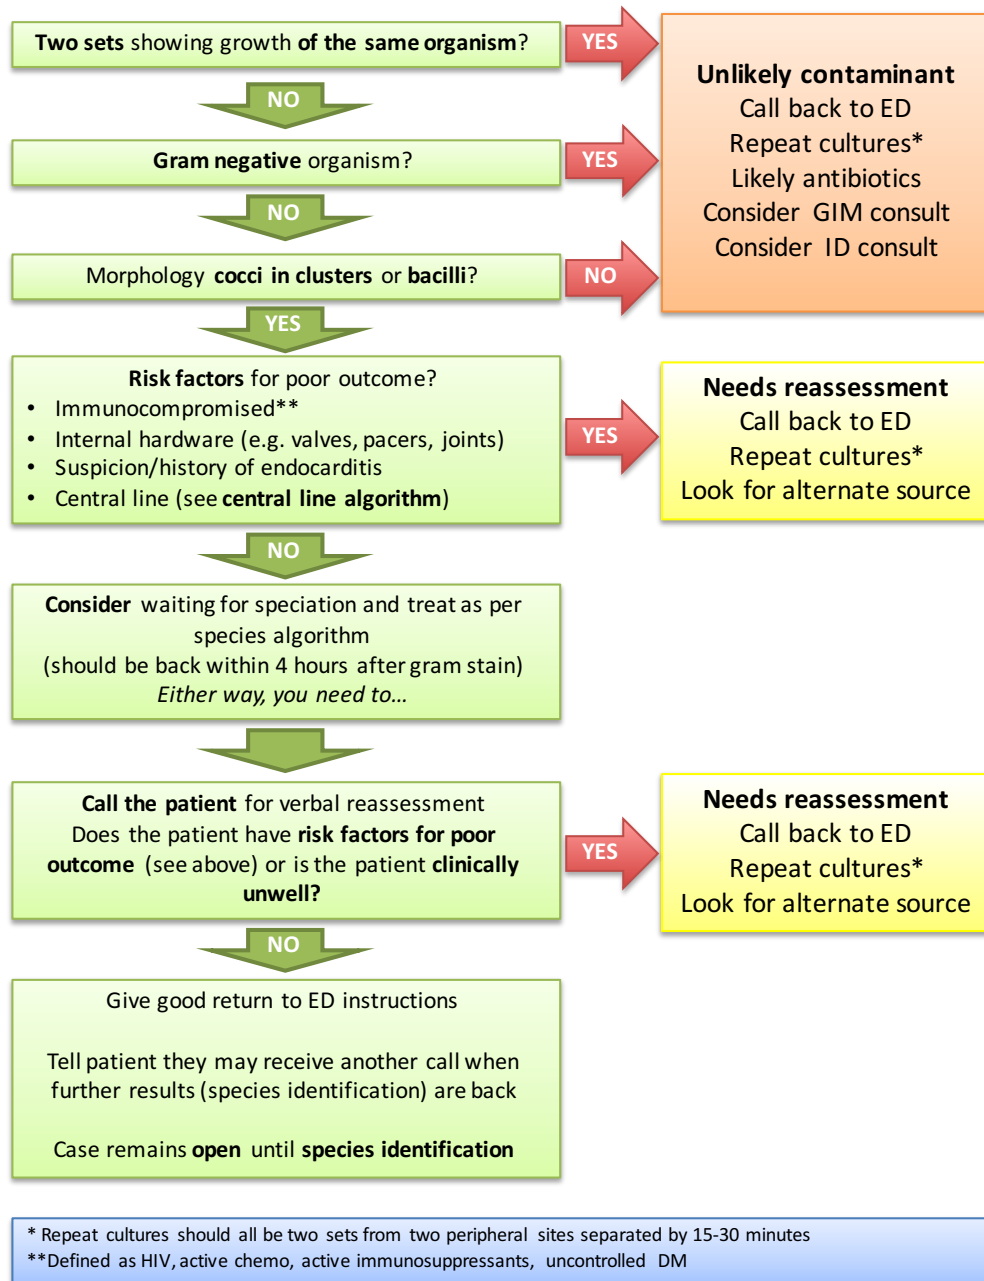 Two sets showing growth of the same organism?
YES
Unlikely contaminant
Call back to ED
Repeat cultures*
Likely antibiotics
Consider GIM consult
Consider ID consult
NO
Gram negative organism?
YES
NO
Morphology cocci in clusters or bacilli?
NO
YES
Risk factors for poor outcome?
• Immunocompromised**
• Internal hardware (e.g. valves, pacers, joints)
• Suspicion/history of endocarditis
• Central line (see central line algorithm)
YES
Needs reassessment
Call back to ED
Repeat cultures*
Look for alternate source
NO
Consider waiting for speciation and treat as per
species algorithm
(should be back within 4 hours after gram stain)
Either way, you need to...
Call the patient for verbal reassessment
Does the patient have risk factors for poor
outcome (see above) or is the patient clinically
unwell?
YES
Needs reassessment
Call back to ED
Repeat cultures*
Look for alternate source
NO
Give good return to ED instructions
Tell patient they may receive another call when
further results (species identification) are back
Case remains open until species identification
* Repeat cultures should all be two sets from two peripheral sites separated by 15-30 minutes
**Defined as HIV, active chemo, active immunosuppressants, uncontrolled DM